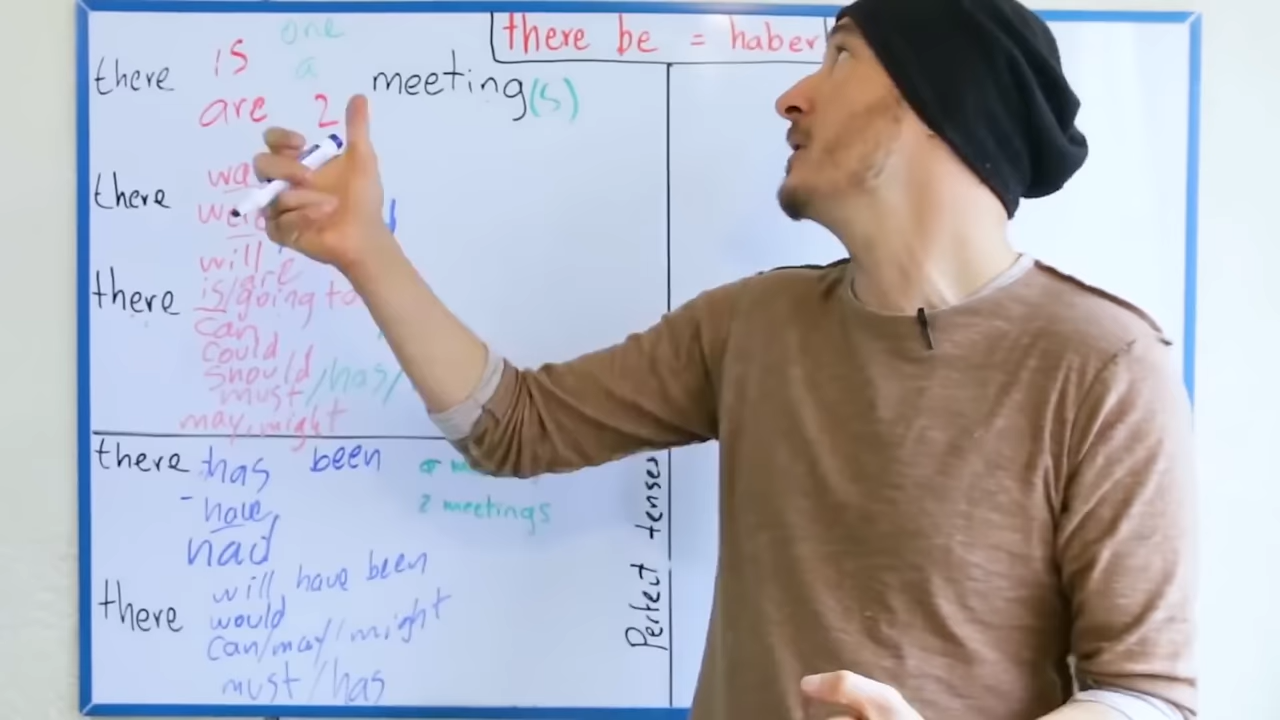 there be = haber
one
there is a meeting(s)
are 2
there
will
are
there is/going to
can
could
should /has/
must
may, might
there has been
- have
2 meetings
had
will have been
there would
can/may/might
must/has
Perfect tenses